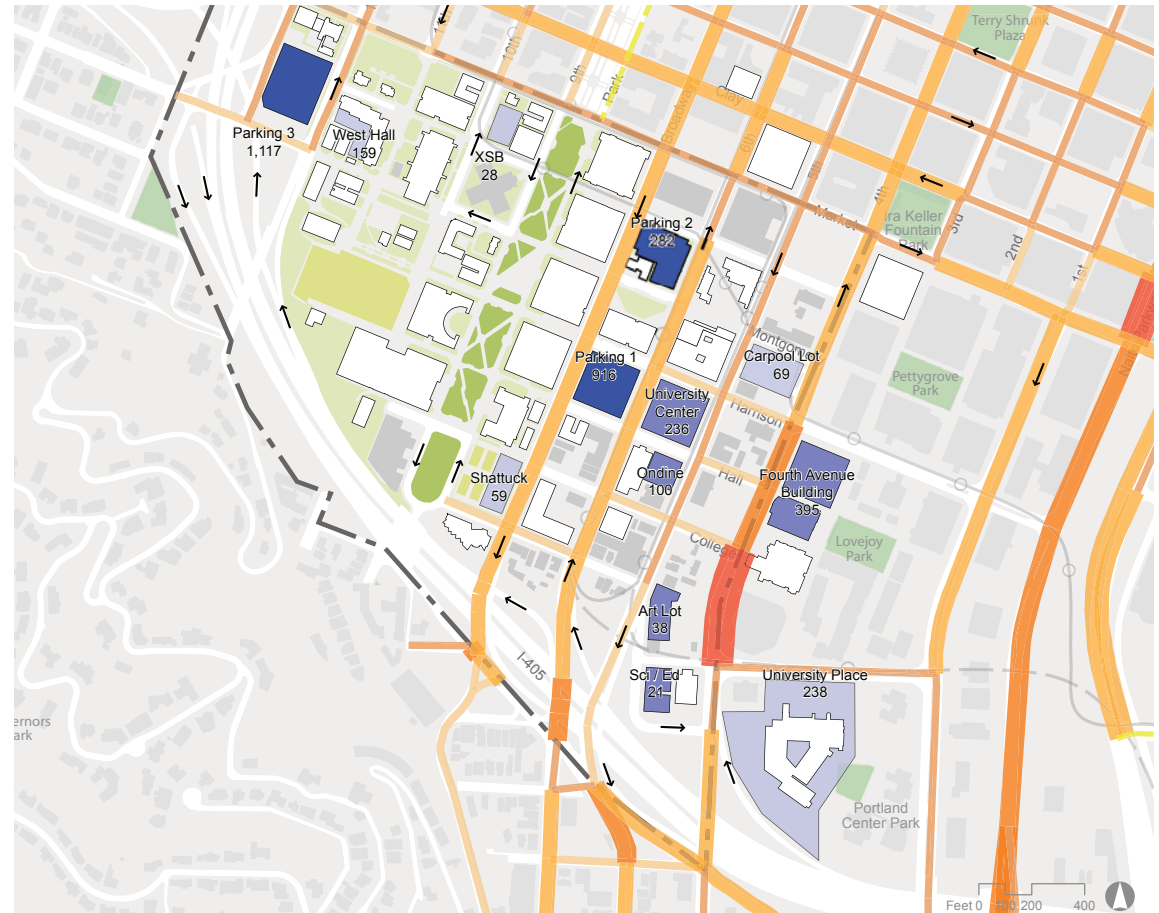 Terry Shrunk
Plaza
10th
9th
Park
Clay
Broadway
6th
Parking 3
1,117
West Hall
159
XSB
28
5th
4th
Market
Ira Keller
Fountain
Park
3rd
2nd
1st
Parking 2
282
Naito
Montgomery
Parking 1
916
Carpool Lot
69
Pettygrove
Park
University
Center
236
Harrison
Shattuck
59
Ondine
100
Hall
Fourth Avenue
Building
395
College
Lovejoy
Park
Art Lot
38
I-405
Sci / Ed
21
University Place
238
ernors
ark
Portland
Center Park
Feet 0 100 200 400